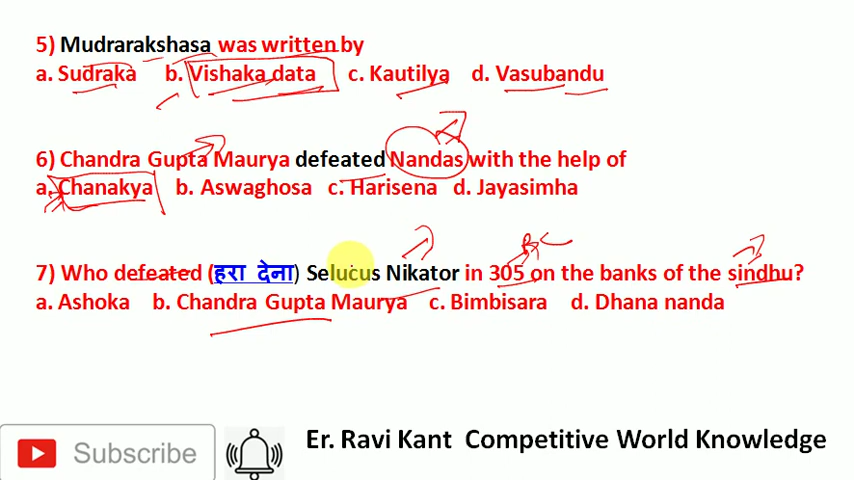 5) Mudrarakshasa was written by
a. Sudraka b. Vishaka data c. Kautilya d. Vasubandu
6) Chandra Gupta Maurya defeated Nandas with the help of
a. Chanakya b. Aswaghosa c. Harisena d. Jayasimha
BC
7) Who defeated (हरा देना) Selucus Nikator in 305 on the banks of the sindhu?
a. Ashoka b. Chandra Gupta Maurya c. Bimbisara d. Dhana nanda
Subscribe
Er. Ravi Kant Competitive World Knowledge